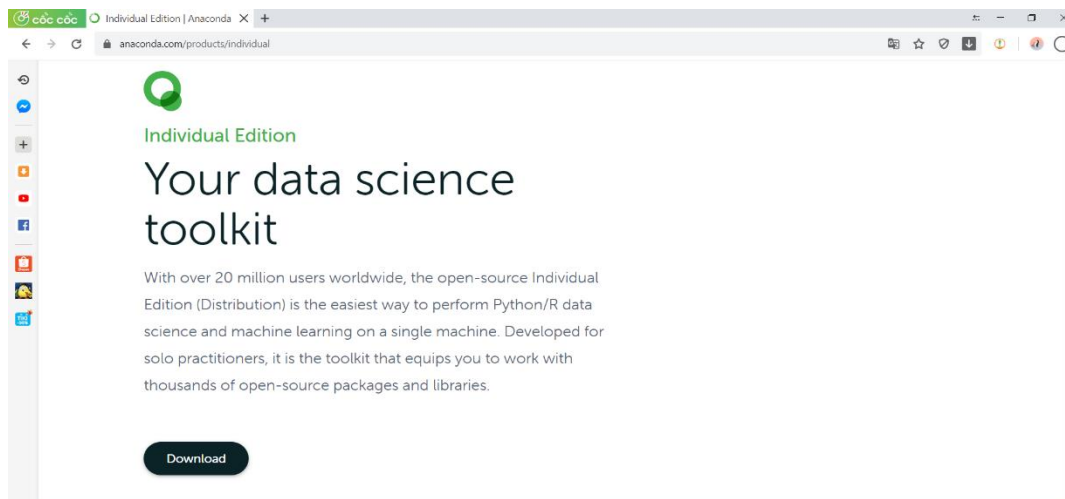 cốc cốc
Individual Edition | Anaconda
anaconda.com/products/individual
Individual Edition
Your data science
toolkit
With over 20 million users worldwide, the open-source Individual
Edition (Distribution) is the easiest way to perform Python/R data
science and machine learning on a single machine. Developed for
solo practitioners, it is the toolkit that equips you to work with
thousands of open-source packages and libraries.
Download